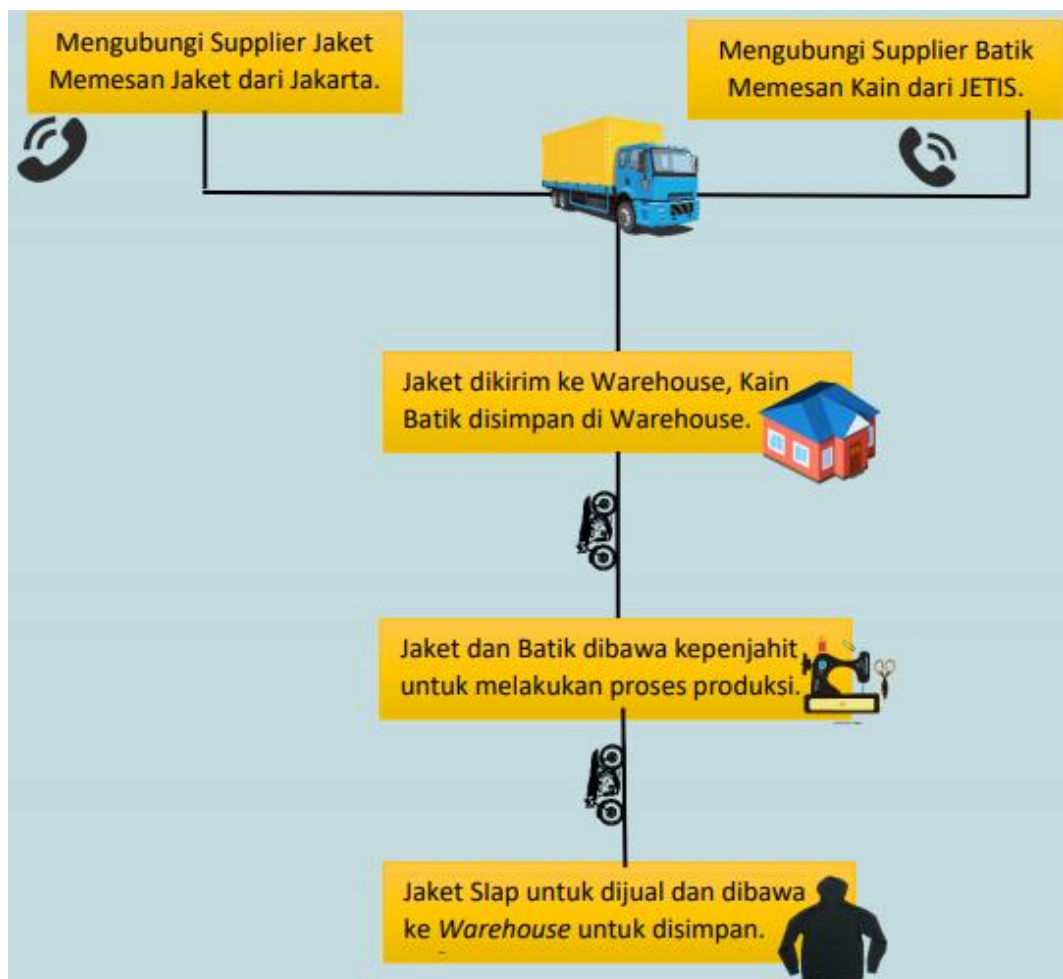 Mengubungi Supplier Jaket
Memesan Jaket dari Jakarta.
Mengubungi Supplier Batik
Memesan Kain dari JETIS.
Jaket dikirim ke Warehouse, Kain
Batik disimpan di Warehouse.
Jaket dan Batik dibawa kepenjahit
untuk melakukan proses produksi.
Jaket SIap untuk dijual dan dibawa
ke Warehouse untuk disimpan.